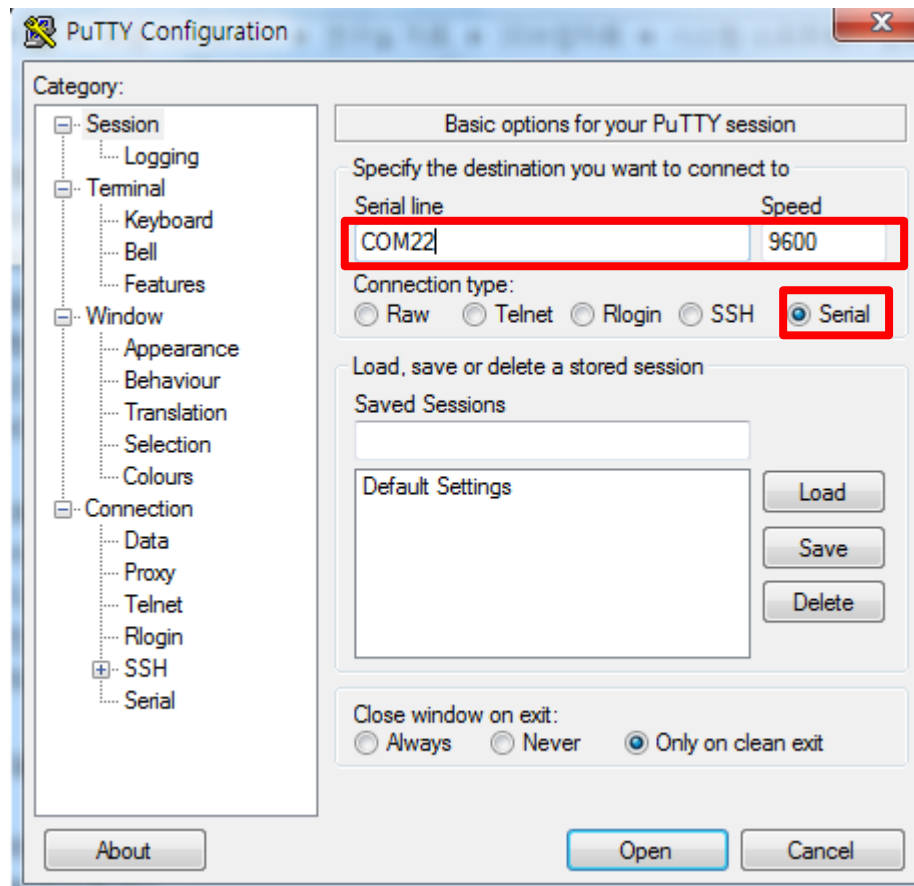 PuTTY Configuration
Category:
Session
Logging
Terminal
Keyboard
Bell
Features
Window
Appearance
Behaviour
Translation
Selection
Colours
Connection
Data
Proxy
Telnet
Rlogin
SSH
Serial
Basic options for your PuTTY session
Specify the destination you want to connect to
Serial line Speed
COM22 9600
Connection type:
Raw Telnet Rlogin SSH Serial
Load, save or delete a stored session
Saved Sessions
Default Settings
Load
Save
Delete
Close window on exit:
Always Never Only on clean exit
About Open Cancel